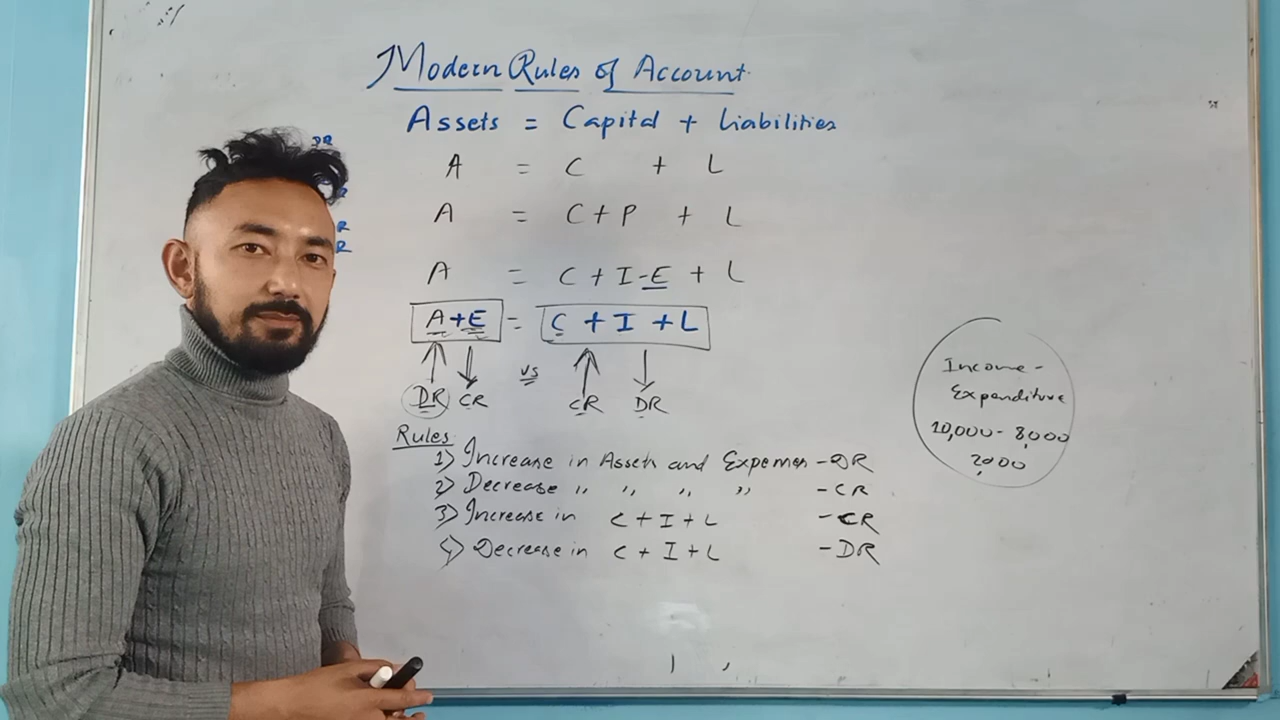 Modern Rules of Account
Assets = Capital + Liabilities
A = C + L
A = C + P + L
A = C + I - E + L
A + E = C + I + L
DR CR vs CR DR
Rules
1) Increase in Assets and Expenses - DR
2) Decrease " " " " - CR
3) Increase in C + I + L - CR
4) Decrease in C + I + L - DR
Income -
Expenditure
10,000 - 8,000
2,000
DR
R
R